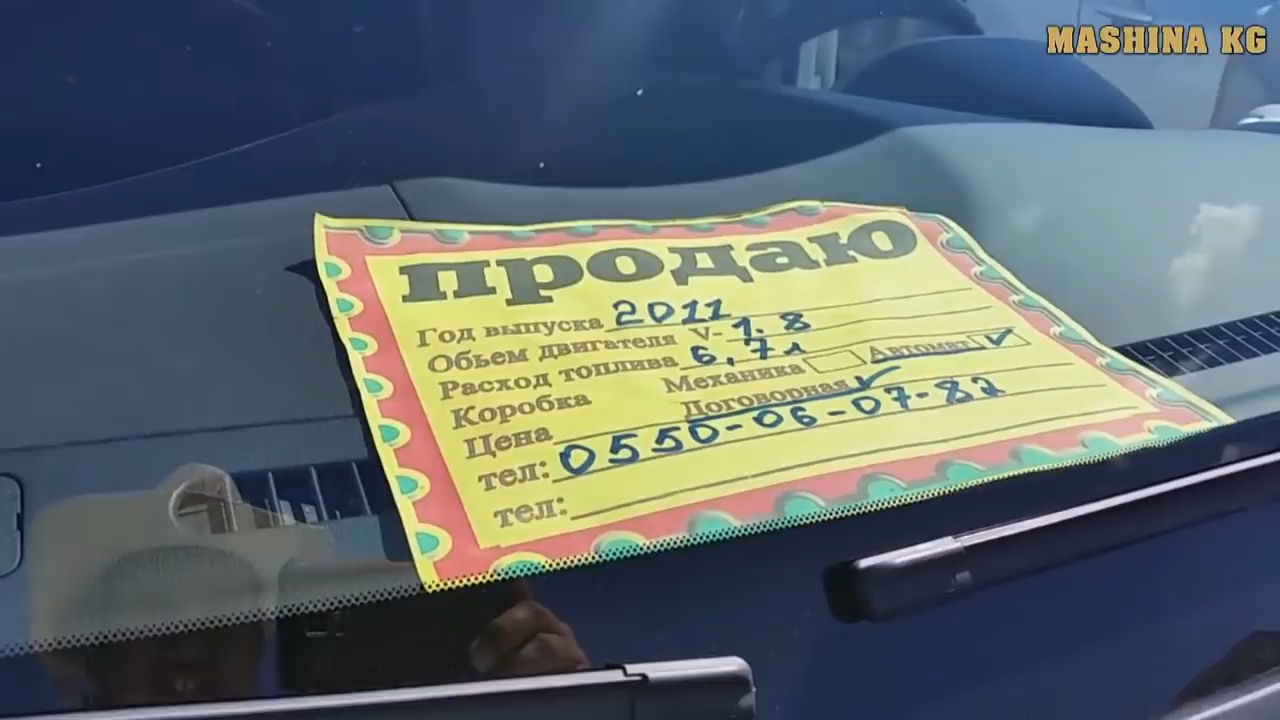 MASHINA KG
продаю
Год выпуска 2011
Обьем двигателя V- 1.8
Расход топлива 6,7л
Коробка Механика Автомат ✓
Цена Договорная ✓
тел: 0550-06-07-82
тел: